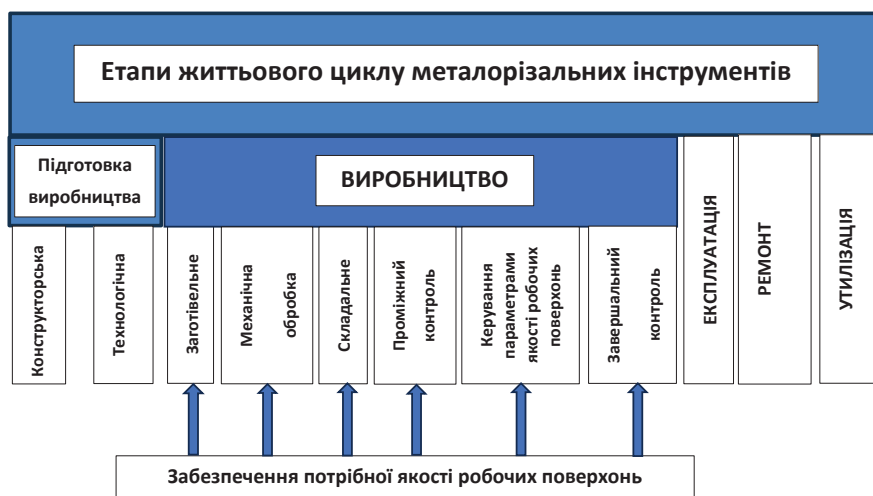 Етапи життьового циклу металорізальних інструментів
Підготовка
виробництва
ВИРОБНИЦТВО
Конструкторська
Технологічна
Заготівельне
Механічна
обробка
Складальне
Проміжний
контроль
Керування
параметрами
якості робочих
поверхонь
Завершальний
контроль
ЕКСПЛУАТАЦІЯ
РЕМОНТ
УТИЛІЗАЦІЯ
Забезпечення потрібної якості робочих поверхонь